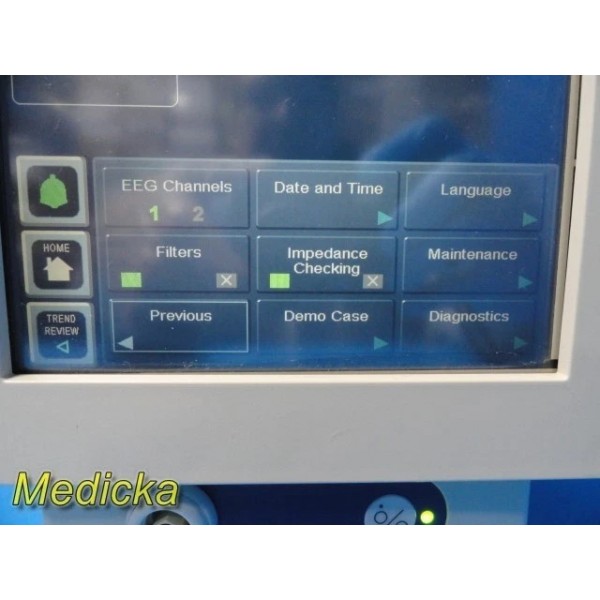 EEG Channels
1 2
Date and Time
Language
HOME
Filters
Impedance
Checking
Maintenance
TREND
REVIEW
Previous
Demo Case
Diagnostics
Medicka